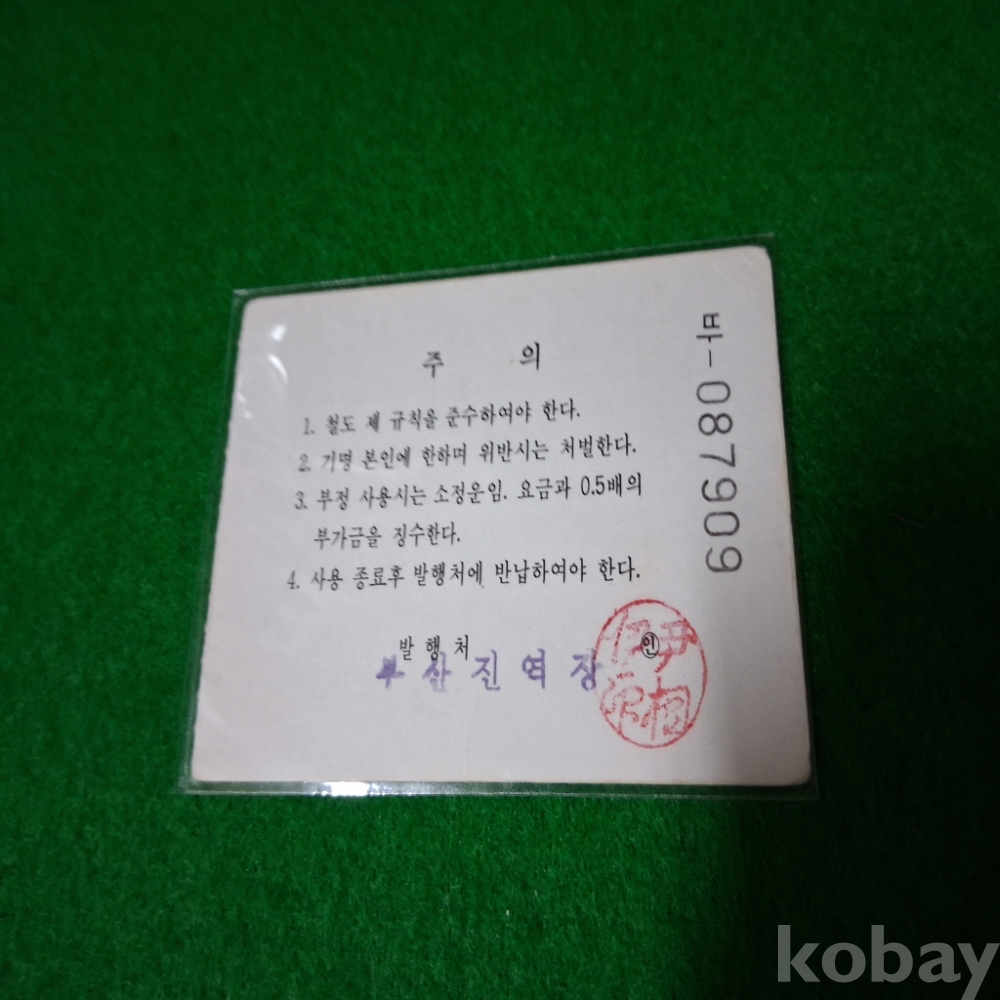 주 의
1. 철도 제 규칙을 준수하여야 한다.
2. 기명 본인에 한하며 위반시는 처벌한다.
3. 부정 사용시는 소정운임. 요금과 0.5배의
부가금을 징수한다.
4. 사용 종료후 발행처에 반납하여야 한다.
발 행 처
인
부 산 진 역 장
바-087909
kobay